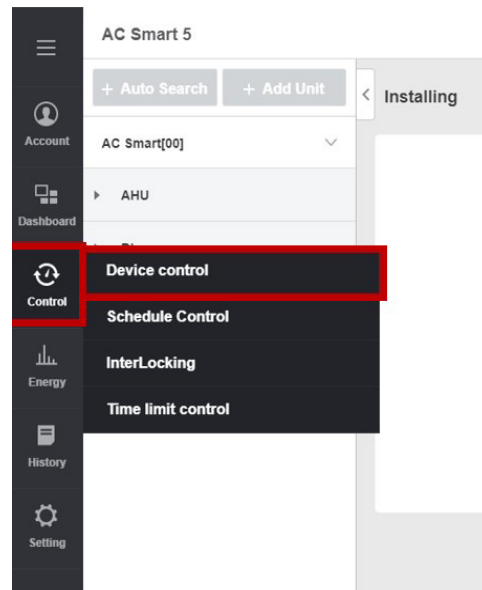 AC Smart 5
+ Auto Search
+ Add Unit
Installing
Account
AC Smart[00]
Dashboard
AHU
Control
Device control
Schedule Control
InterLocking
Time limit control
Energy
History
Setting